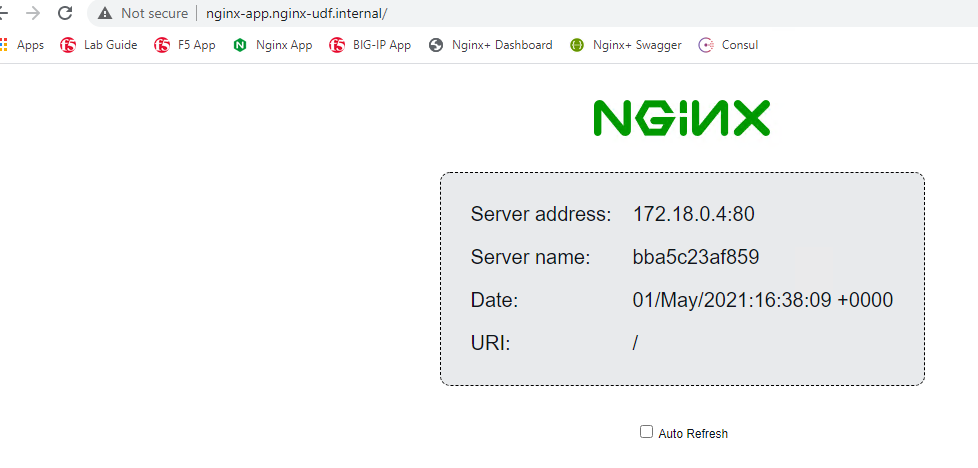 Not secure | nginx-app.nginx-udf.internal/
Apps Lab Guide F5 App Nginx App BIG-IP App Nginx+ Dashboard Nginx+ Swagger Consul
NGiNX
Server address: 172.18.0.4:80
Server name: bba5c23af859
Date: 01/May/2021:16:38:09 +0000
URI: /
Auto Refresh